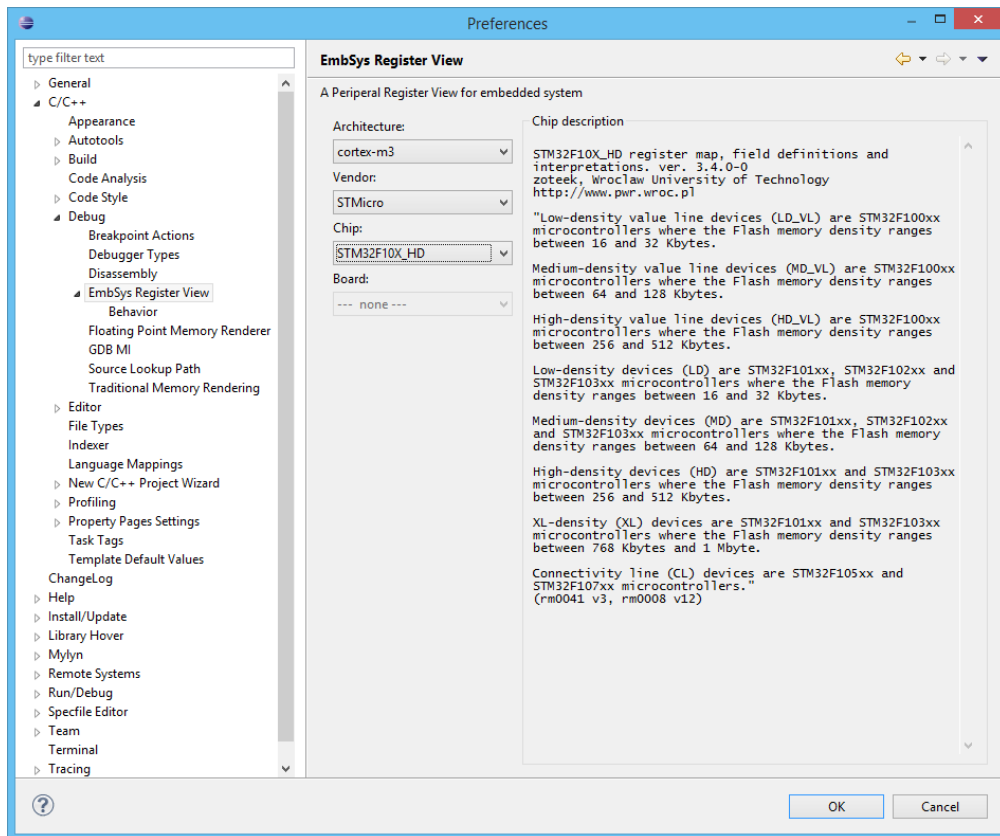 Preferences
type filter text
General
C/C++
Appearance
Autotools
Build
Code Analysis
Code Style
Debug
Breakpoint Actions
Debugger Types
Disassembly
EmbSys Register View
Behavior
Floating Point Memory Renderer
GDB MI
Source Lookup Path
Traditional Memory Rendering
Editor
File Types
Indexer
Language Mappings
New C/C++ Project Wizard
Profiling
Property Pages Settings
Task Tags
Template Default Values
ChangeLog
Help
Install/Update
Library Hover
Mylyn
Remote Systems
Run/Debug
Specfile Editor
Team
Terminal
Tracing
EmbSys Register View
A Periperal Register View for embedded system
Architecture:
cortex-m3
Vendor:
STMicro
Chip:
STM32F10X_HD
Board:
--- none ---
Chip description
STM32F10X_HD register map, field definitions and
interpretations. ver. 3.4.0-0
zoteek, Wroclaw University of Technology
http://www.pwr.wroc.pl
"Low-density value line devices (LD_VL) are STM32F100xx
microcontrollers where the Flash memory density ranges
between 16 and 32 Kbytes.
Medium-density value line devices (MD_VL) are STM32F100xx
microcontrollers where the Flash memory density ranges
between 64 and 128 Kbytes.
High-density value line devices (HD_VL) are STM32F100xx
microcontrollers where the Flash memory density ranges
between 256 and 512 Kbytes.
Low-density devices (LD) are STM32F101xx, STM32F102xx and
STM32F103xx microcontrollers where the Flash memory
density ranges between 16 and 32 Kbytes.
Medium-density devices (MD) are STM32F101xx, STM32F102xx
and STM32F103xx microcontrollers where the Flash memory
density ranges between 64 and 128 Kbytes.
High-density devices (HD) are STM32F101xx and STM32F103xx
microcontrollers where the Flash memory density ranges
between 256 and 512 Kbytes.
XL-density (XL) devices are STM32F101xx and STM32F103xx
microcontrollers where the Flash memory density ranges
between 768 Kbytes and 1 Mbyte.
Connectivity line (CL) devices are STM32F105xx and
STM32F107xx microcontrollers."
(rm0041 v3, rm0008 v12)
?
OK
Cancel